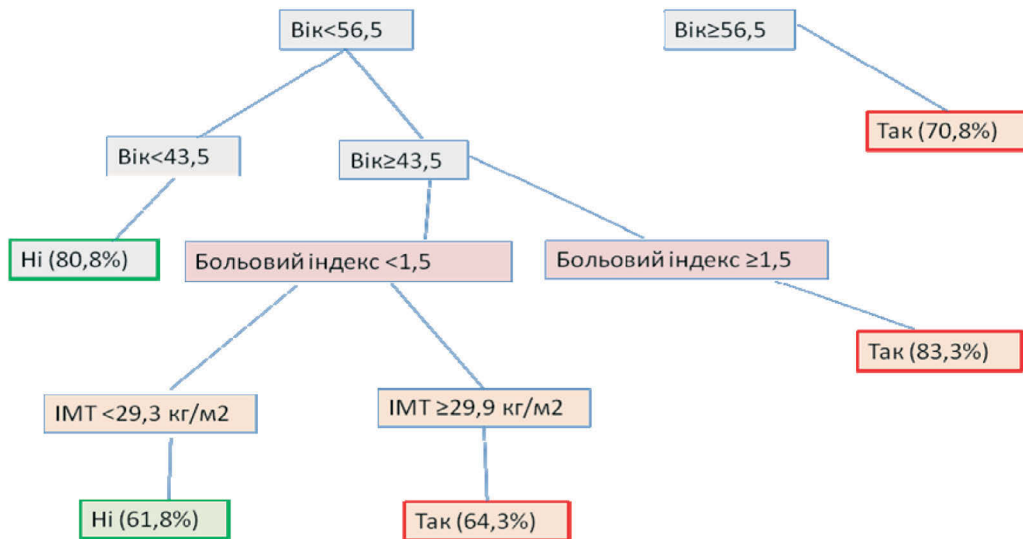 Вік<56,5
Вік≥56,5
Так (70,8%)
Вік<43,5
Вік≥43,5
Ні (80,8%)
Больовий індекс <1,5
Больовий індекс ≥1,5
Так (83,3%)
ІМТ <29,3 кг/м2
ІМТ ≥29,9 кг/м2
Ні (61,8%)
Так (64,3%)